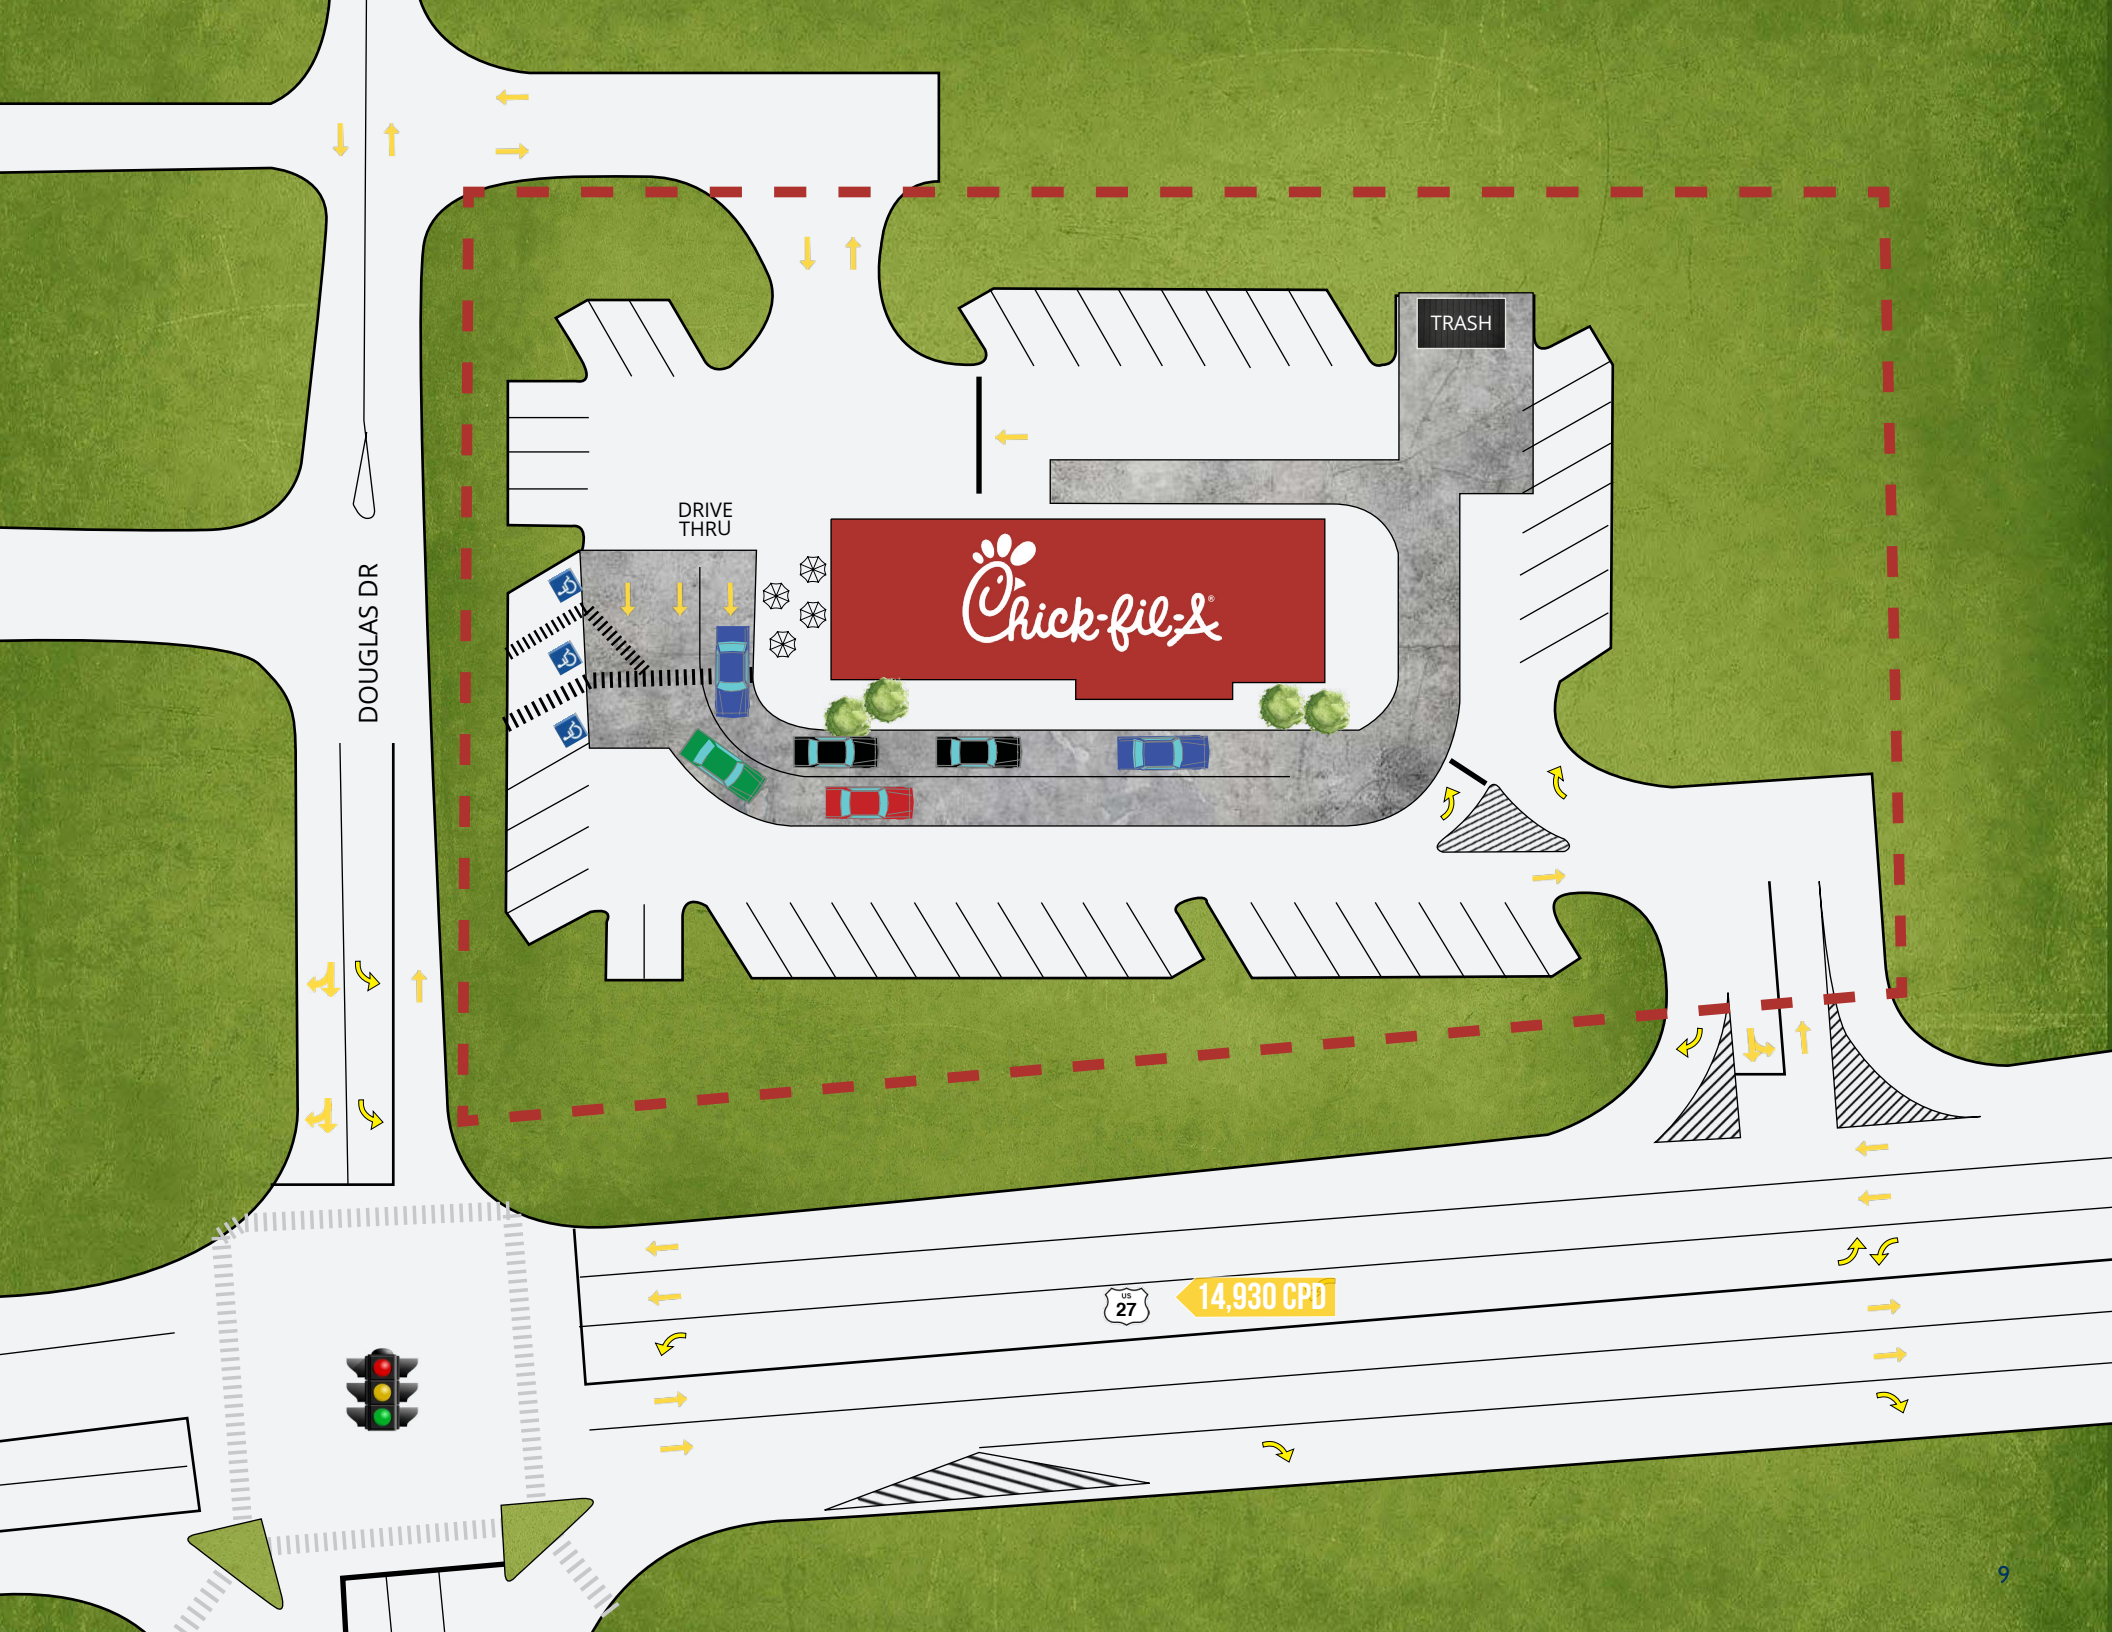 TRASH
DRIVE
THRU
Chick-fil-A®
DOUGLAS DR
US
27
14,930 CPD
9